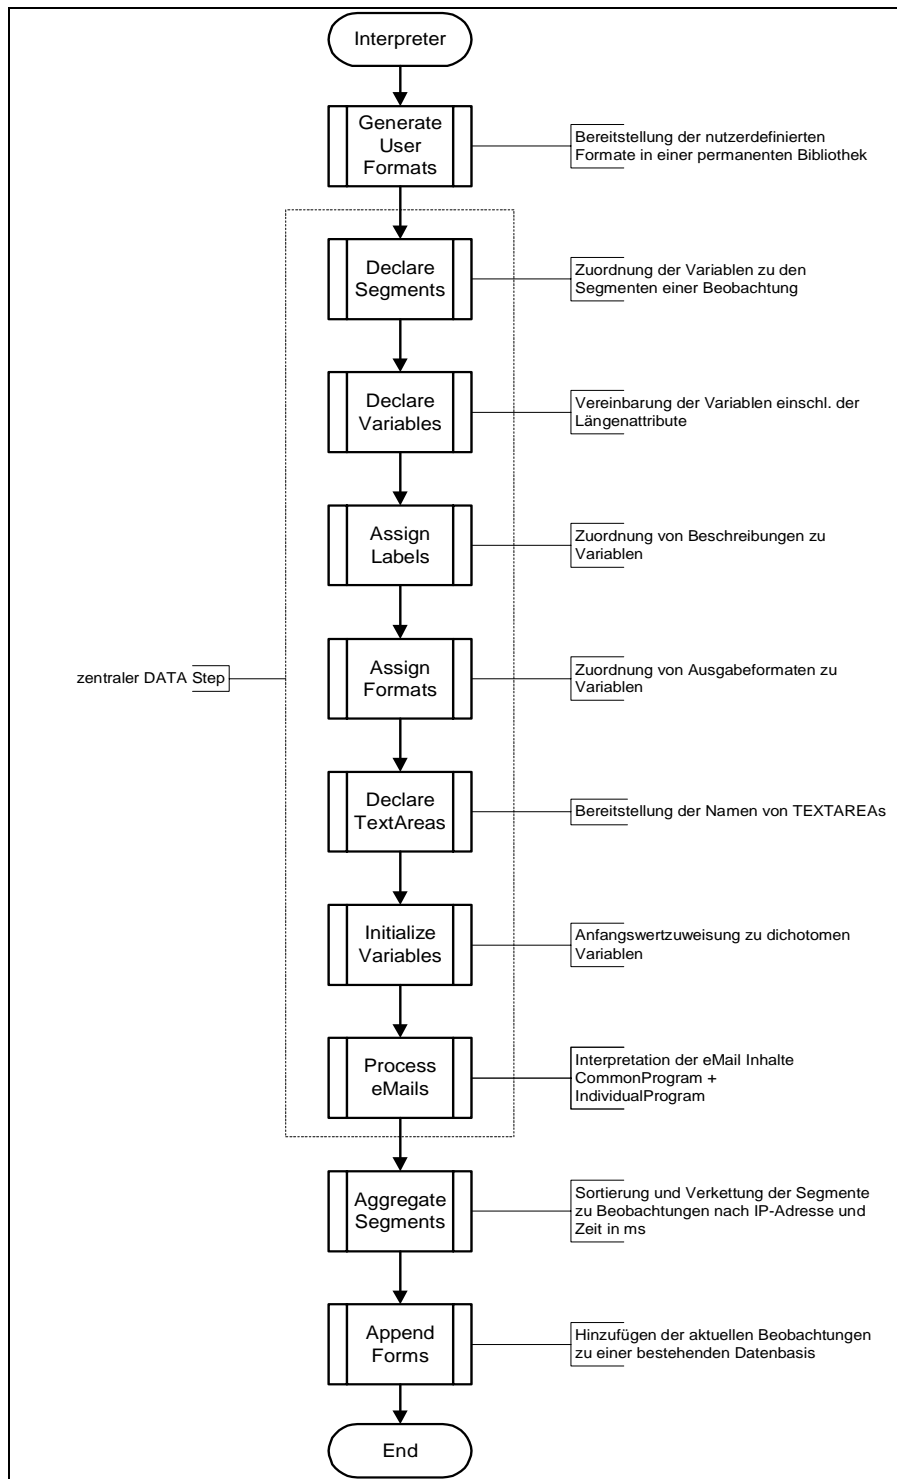 Interpreter
Generate
User
Formats
Bereitstellung der nutzerdefinierten
Formate in einer permanenten Bibliothek
Declare
Segments
Zuordnung der Variablen zu den
Segmenten einer Beobachtung
Declare
Variables
Vereinbarung der Variablen einschl. der
Längenattribute
Assign
Labels
Zuordnung von Beschreibungen zu
Variablen
zentraler DATA Step
Assign
Formats
Zuordnung von Ausgabeformaten zu
Variablen
Declare
TextAreas
Bereitstellung der Namen von TEXTAREAs
Initialize
Variables
Anfangswertzuweisung zu dichotomen
Variablen
Process
eMails
Interpretation der eMail Inhalte
CommonProgram +
IndividualProgram
Aggregate
Segments
Sortierung und Verkettung der Segmente
zu Beobachtungen nach IP-Adresse und
Zeit in ms
Append
Forms
Hinzufügen der aktuellen Beobachtungen
zu einer bestehenden Datenbasis
End